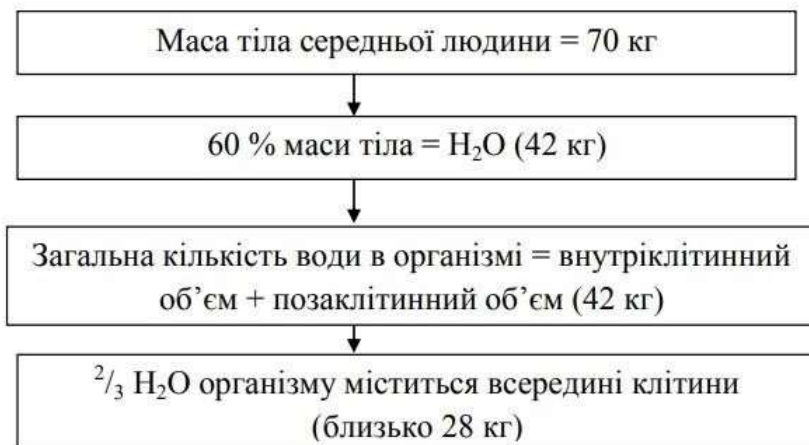 Маса тіла середньої людини = 70 кг
60 % маси тіла = H₂O (42 кг)
Загальна кількість води в організмі = внутріклітинний
об’єм + позаклітинний об’єм (42 кг)
²/₃ H₂O організму міститься всередині клітини
(близько 28 кг)